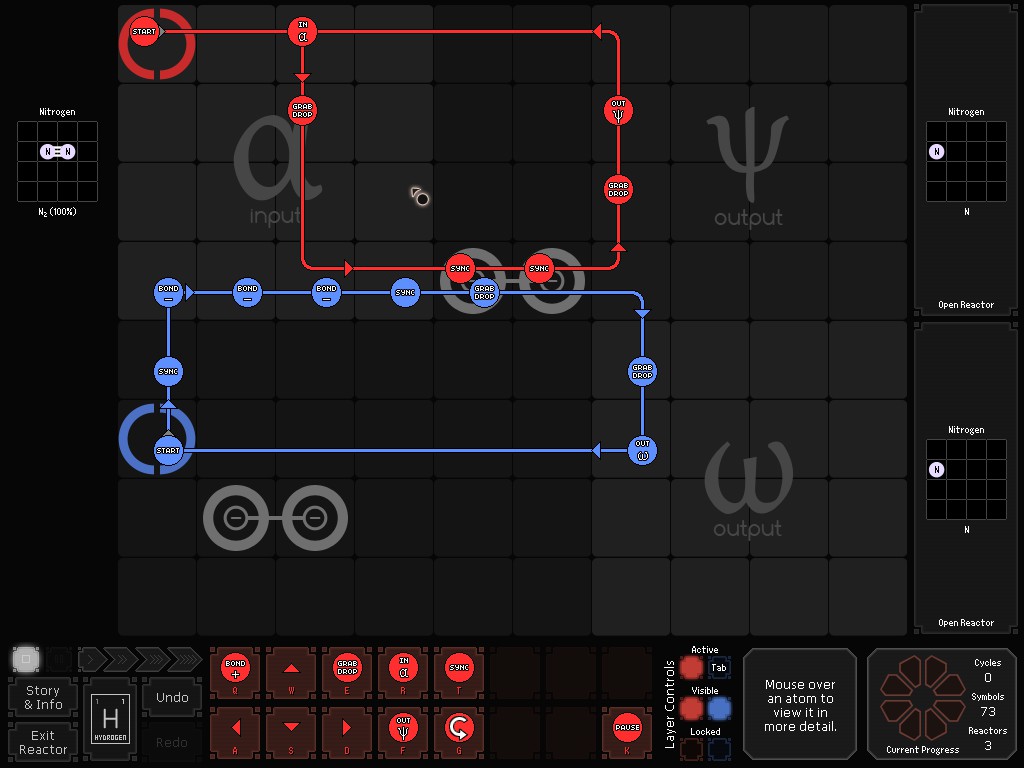 Nitrogen
N = N
N₂ (100%)
START
IN
α
GRAB
DROP
OUT
ψ
GRAB
DROP
SYNC
SYNC
α
input
ψ
output
BOND
–
BOND
–
BOND
–
SYNC
GRAB
DROP
SYNC
GRAB
DROP
START
OUT
ω
ω
output
Nitrogen
N
N
Open Reactor
Nitrogen
N
N
Open Reactor
Story
& Info
Exit
Reactor
1 1
H
HYDROGEN
Undo
Redo
BOND
+
Q
W
GRAB
DROP
E
IN
α
R
SYNC
T
A
S
D
OUT
ψ
F
G
PAUSE
K
Layer Controls
Active
Tab
Visible
Locked
Mouse over
an atom to
view it in
more detail.
Cycles
0
Symbols
73
Reactors
3
Current Progress